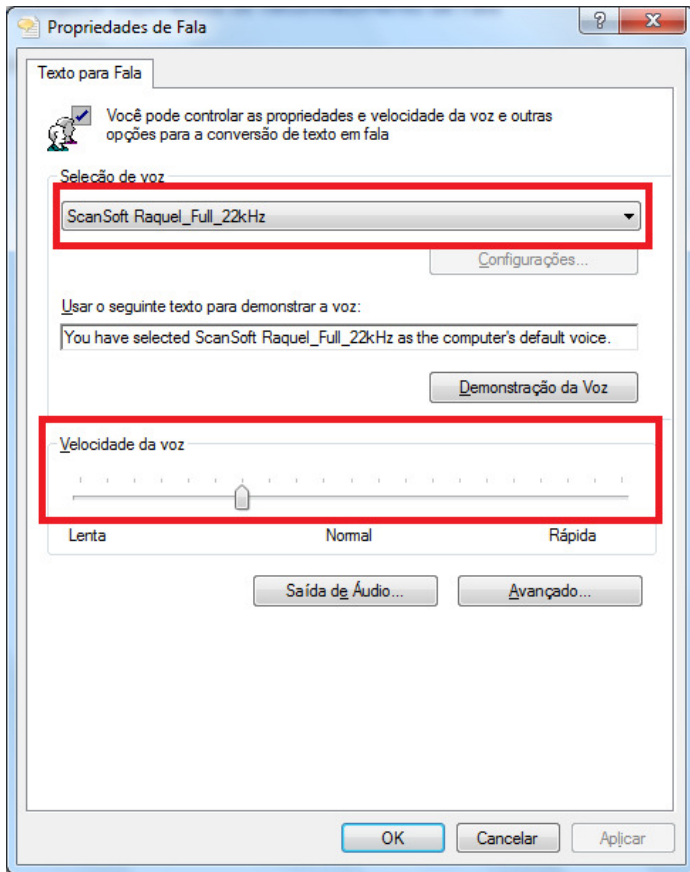 Propriedades de Fala
Texto para Fala
Você pode controlar as propriedades e velocidade da voz e outras
opções para a conversão de texto em fala
Seleção de voz
ScanSoft Raquel_Full_22kHz
Configurações...
Usar o seguinte texto para demonstrar a voz:
You have selected ScanSoft Raquel_Full_22kHz as the computer's default voice.
Demonstração da Voz
Velocidade da voz
Lenta Normal Rápida
Saída de Áudio... Avançado...
OK Cancelar Aplicar